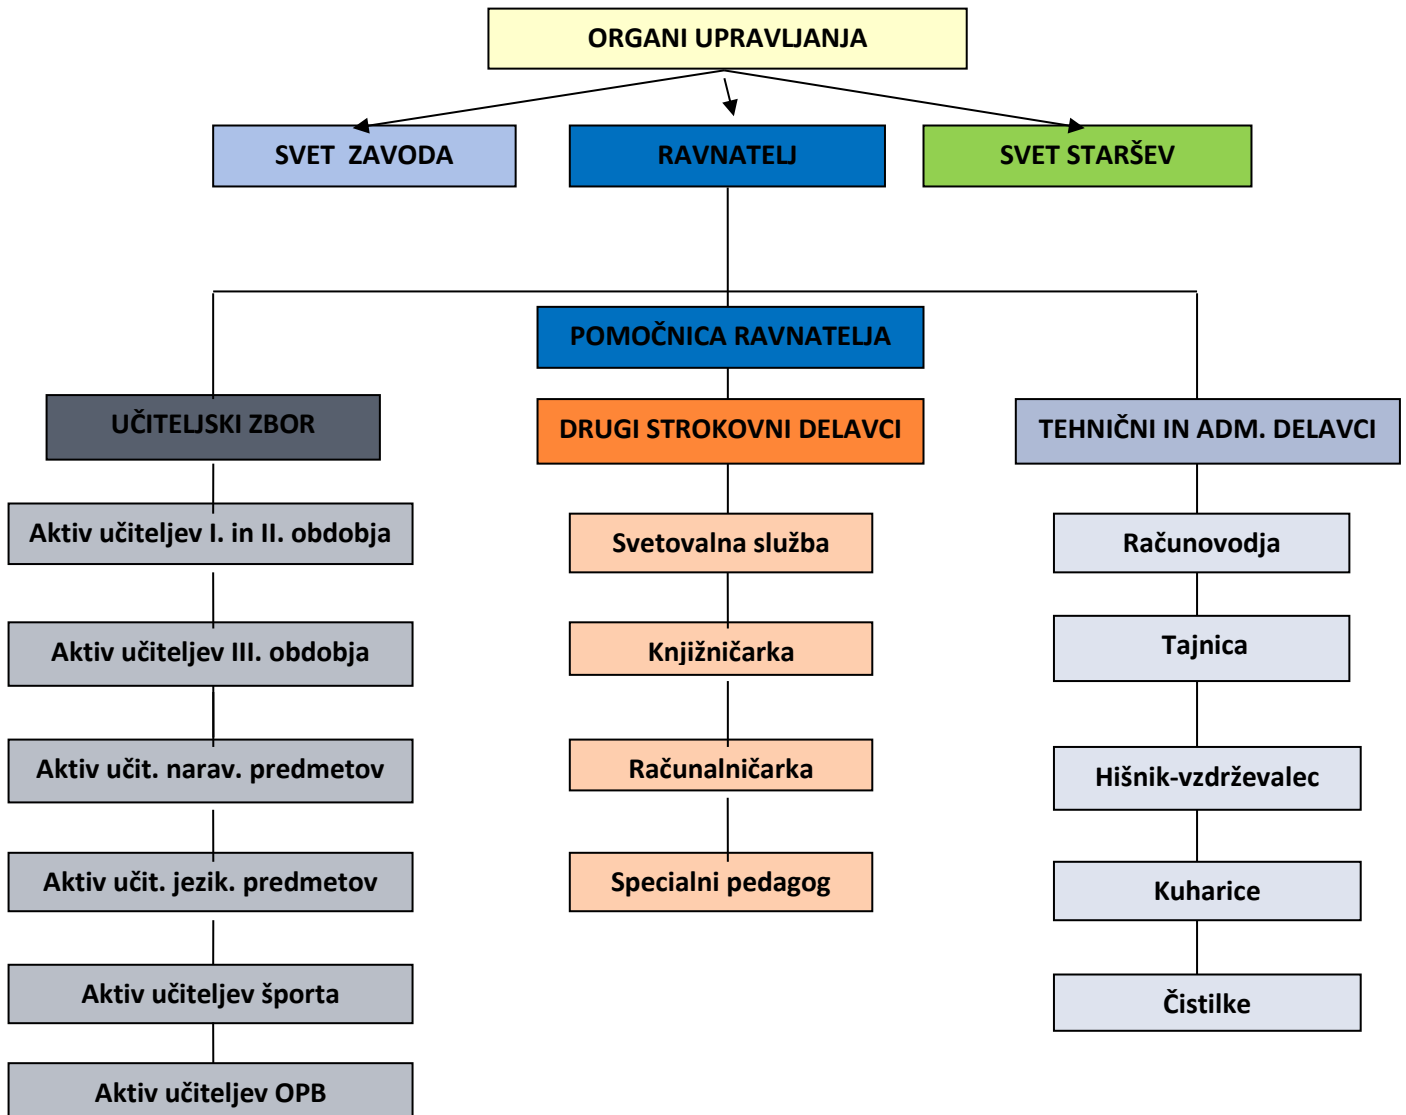 ORGANI UPRAVLJANJA
SVET ZAVODA
RAVNATELJ
SVET STARŠEV
POMOČNICA RAVNATELJA
UČITELJSKI ZBOR
DRUGI STROKOVNI DELAVCI
TEHNIČNI IN ADM. DELAVCI
Aktiv učiteljev I. in II. obdobja
Svetovalna služba
Računovodja
Aktiv učiteljev III. obdobja
Knjižničarka
Tajnica
Aktiv učit. narav. predmetov
Računalničarka
Hišnik-vzdrževalec
Aktiv učit. jezik. predmetov
Specialni pedagog
Kuharice
Aktiv učiteljev športa
Čistilke
Aktiv učiteljev OPB